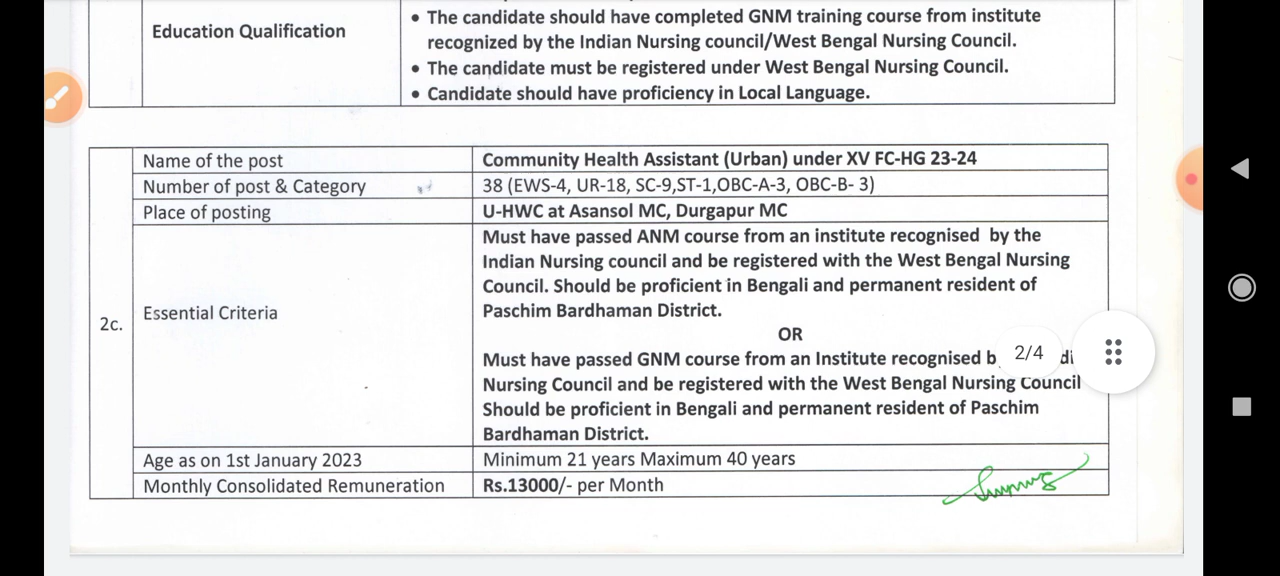 Education Qualification
• The candidate should have completed GNM training course from institute
recognized by the Indian Nursing council/West Bengal Nursing Council.
• The candidate must be registered under West Bengal Nursing Council.
• Candidate should have proficiency in Local Language.
2c.
Name of the post
Community Health Assistant (Urban) under XV FC-HG 23-24
Number of post & Category
38 (EWS-4, UR-18, SC-9,ST-1,OBC-A-3, OBC-B- 3)
Place of posting
U-HWC at Asansol MC, Durgapur MC
Essential Criteria
Must have passed ANM course from an institute recognised by the
Indian Nursing council and be registered with the West Bengal Nursing
Council. Should be proficient in Bengali and permanent resident of
Paschim Bardhaman District.
OR
Must have passed GNM course from an Institute recognised
Nursing Council and be registered with the West Bengal Nursing Council
Should be proficient in Bengali and permanent resident of Paschim
Bardhaman District.
2/4
Age as on 1st January 2023
Minimum 21 years Maximum 40 years
Monthly Consolidated Remuneration
Rs.13000/- per Month